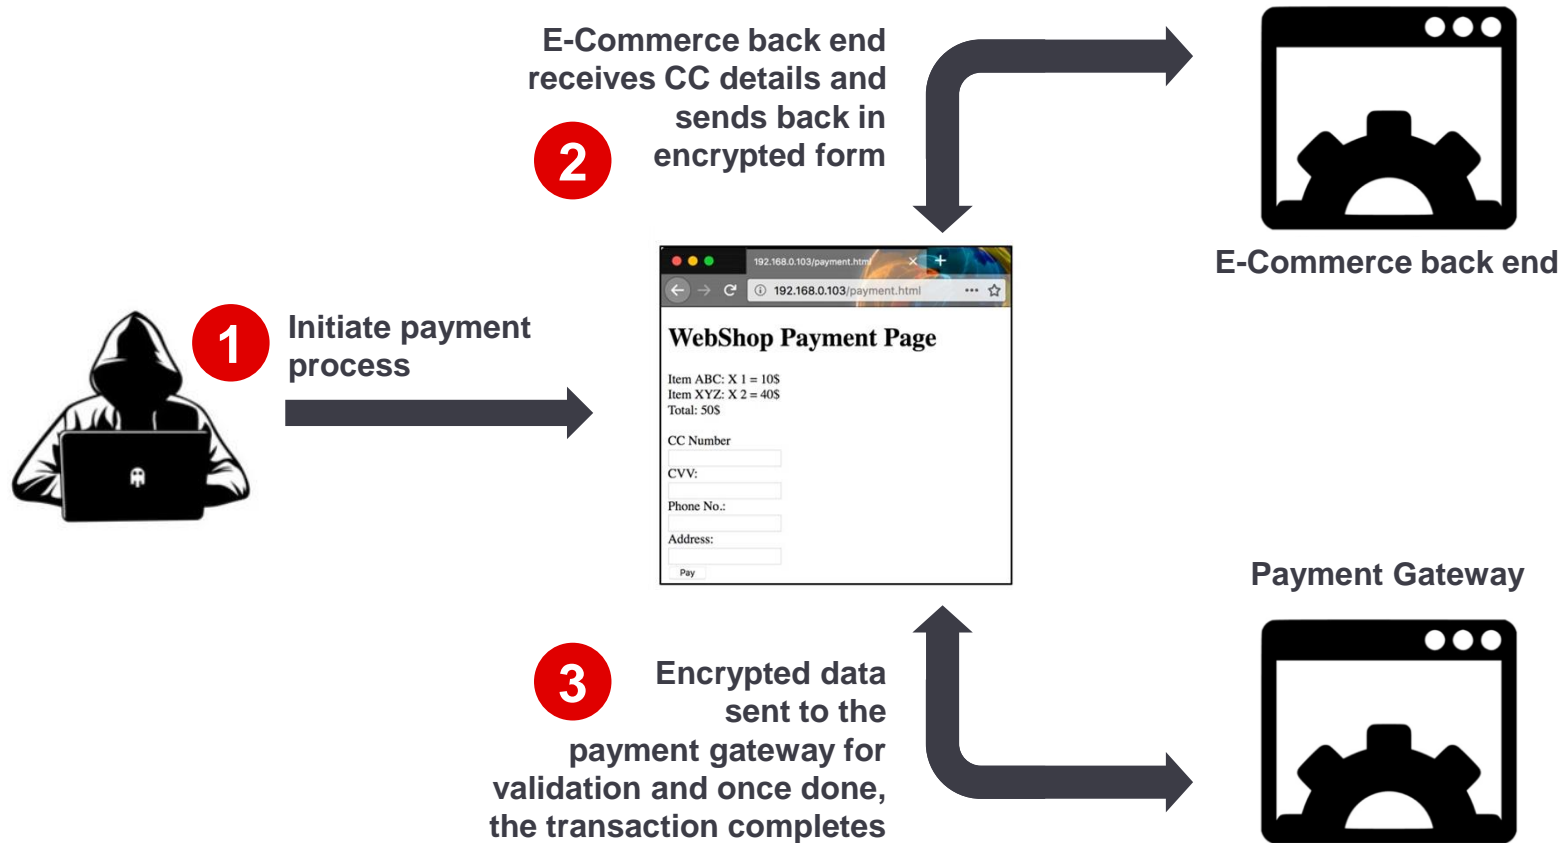 E-Commerce back end
receives CC details and
sends back in
encrypted form
2
E-Commerce back end
1
Initiate payment
process
192.168.0.103/payment.html
192.168.0.103/payment.html
WebShop Payment Page
Item ABC: X 1 = 10$
Item XYZ: X 2 = 40$
Total: 50$
CC Number
CVV:
Phone No.:
Address:
Pay
Payment Gateway
3
Encrypted data
sent to the
payment gateway for
validation and once done,
the transaction completes